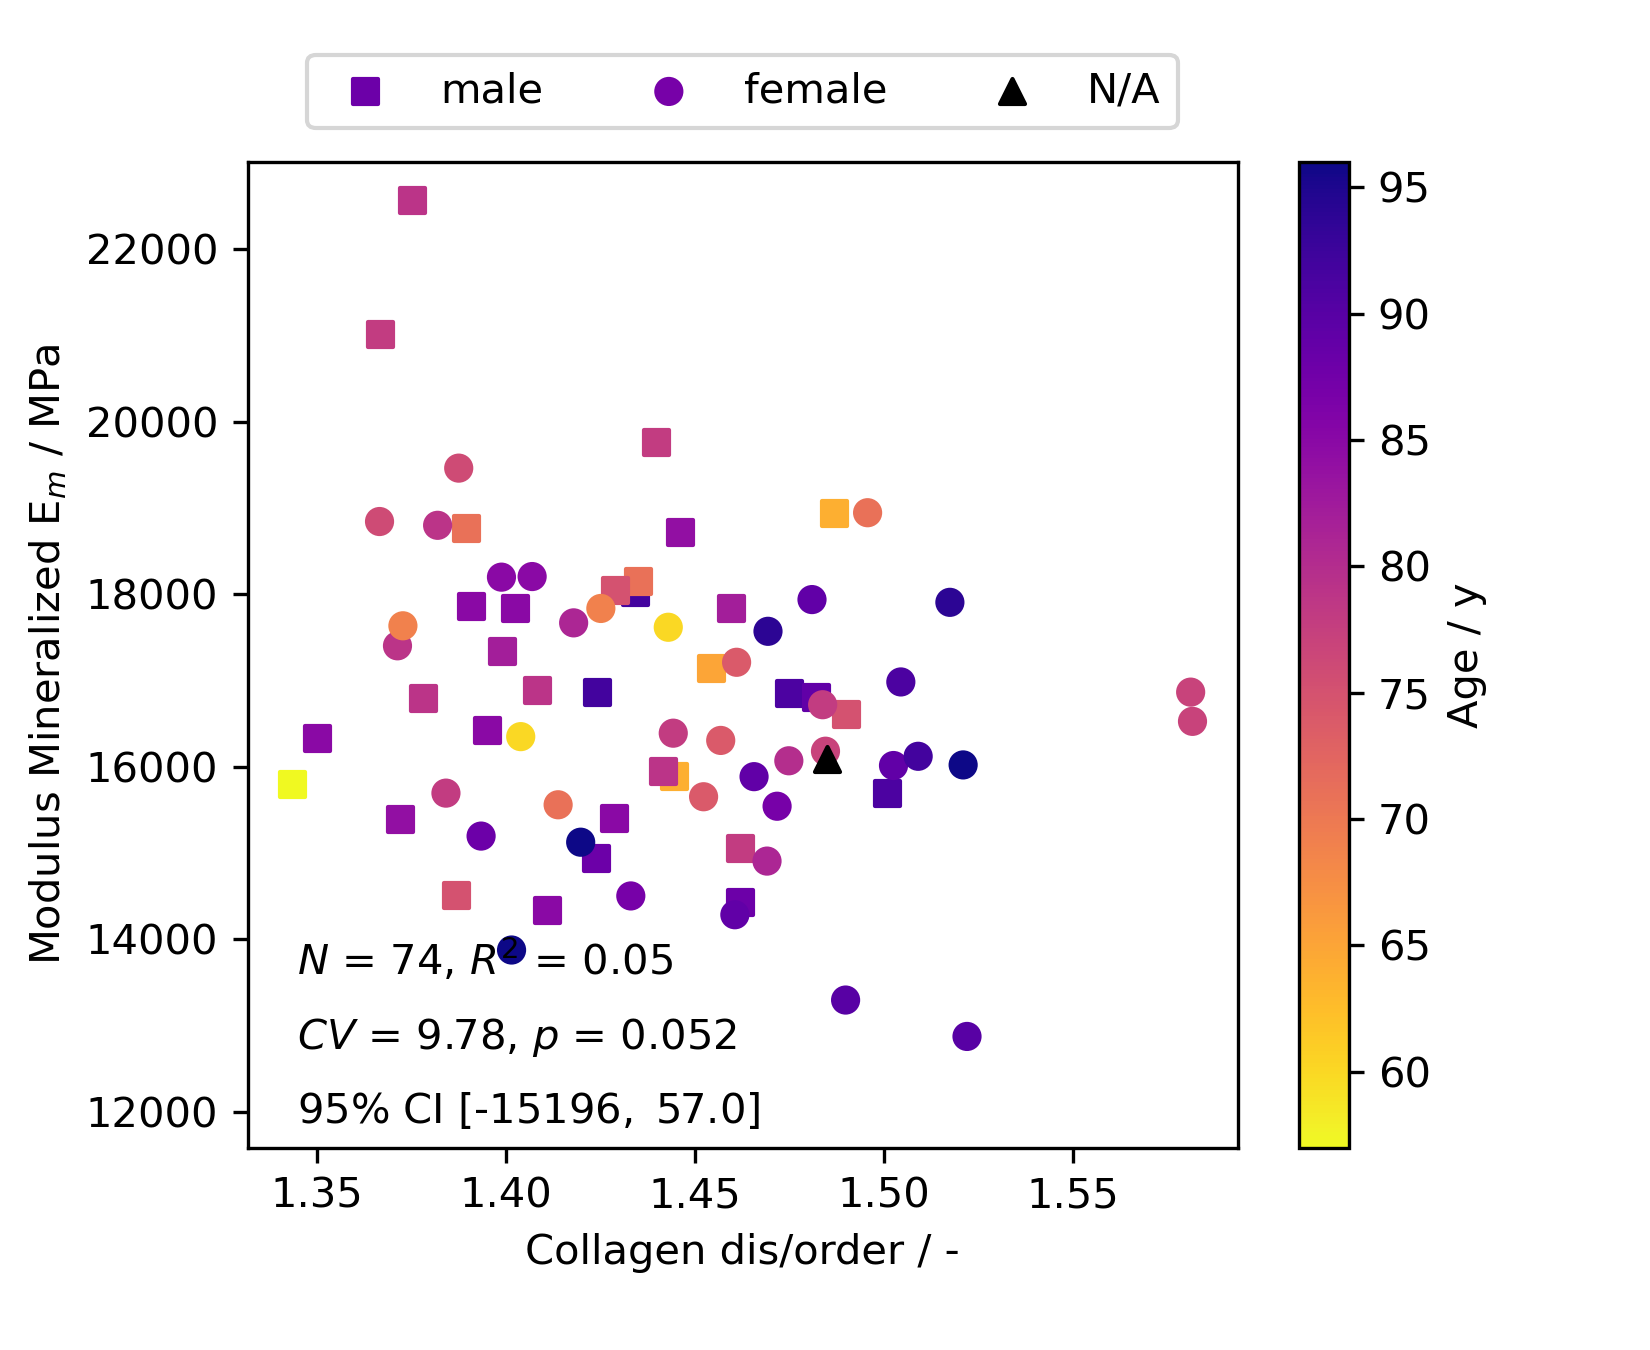 male female N/A
22000
20000
18000
16000
14000
12000
Modulus Mineralized Eₘ / MPa
N = 74, R² = 0.05
CV = 9.78, p = 0.052
95% CI [-15196, 57.0]
1.35 1.40 1.45 1.50 1.55
Collagen dis/order / -
95
90
85
80
75
70
65
60
Age / y